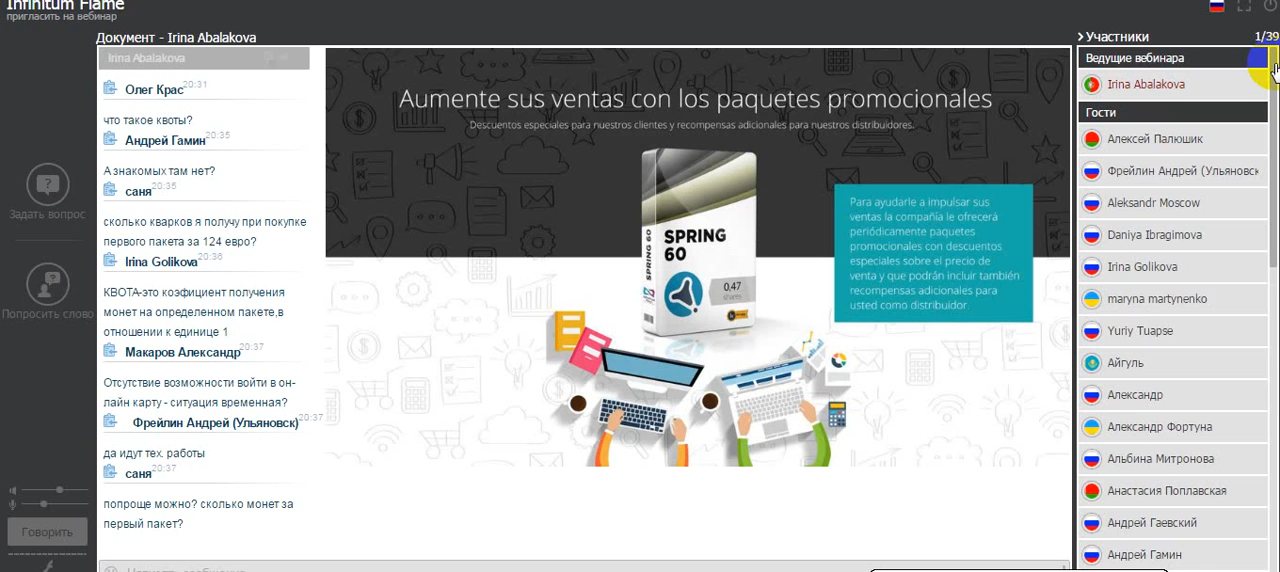 Infinitum Flame
пригласить на вебинар
Документ - Irina Abalakova
Irina Abalakova
Олег Крас 20:31
что такое квоты?
Андрей Гамин 20:35
А знакомых там нет?
саня 20:35
сколько кварков я получу при покупке
первого пакета за 124 евро?
Irina Golikova 20:36
КВОТА-это коэфициент получения
монет на определенном пакете,в
отношении к единице 1
Макаров Александр 20:37
Отсутствие возможности войти в он-
лайн карту - ситуация временная?
Фрейлин Андрей (Ульяновск) 20:37
да идут тех. работы
саня 20:37
попроще можно? сколько монет за
первый пакет?
Задать вопрос
Попросить слово
Говорить
Aumente sus ventas con los paquetes promocionales
Descuentos especiales para nuestros clientes y recompensas adicionales para nuestros distribuidores.
SPRING 60
SPRING
60
0,47
shares
Para ayudarle a impulsar sus
ventas la compañía le ofrecerá
periódicamente paquetes
promocionales con descuentos
especiales sobre el precio de
venta y que podrán incluir también
recompensas adicionales para
usted como distribuidor.
Участники 1/39
Ведущие вебинара
Irina Abalakova
Гости
Алексей Палюшик
Фрейлин Андрей (Ульяновск
Aleksandr Moscow
Daniya Ibragimova
Irina Golikova
maryna martynenko
Yuriy Tuapse
Айгуль
Александр
Александр Фортуна
Альбина Митронова
Анастасия Поплавская
Андрей Гаевский
Андрей Гамин